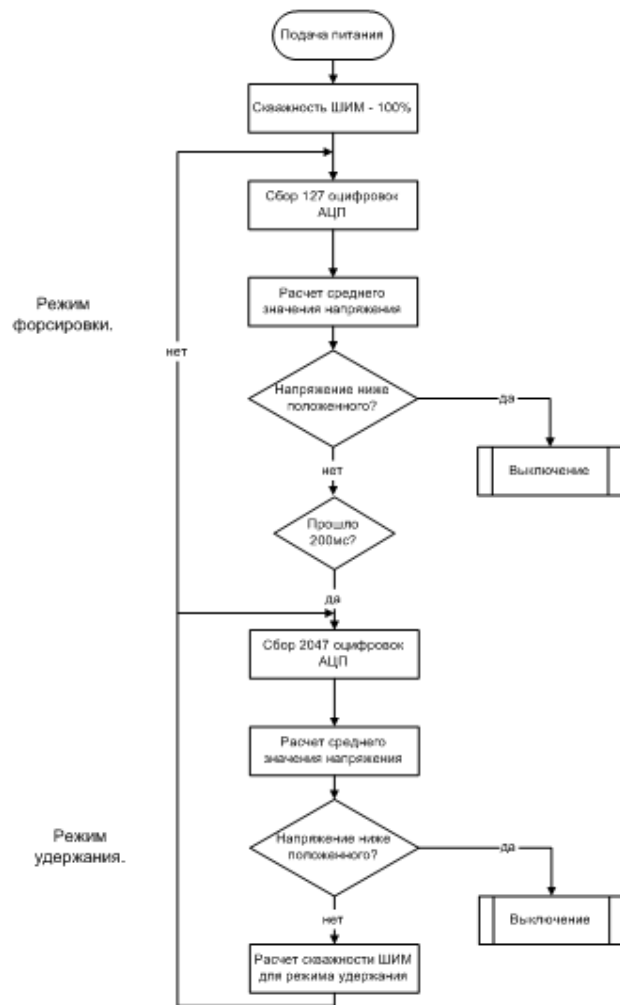 Подача питания
Скважность ШИМ - 100%
Сбор 127 оцифровок
АЦП
Расчет среднего
значения напряжения
Режим
форсировки.
нет
Напряжение ниже
положенного?
да
Выключение
нет
Прошло
200мс?
да
Сбор 2047 оцифровок
АЦП
Расчет среднего
значения напряжения
Режим
удержания.
Напряжение ниже
положенного?
да
Выключение
нет
Расчет скважности ШИМ
для режима удержания